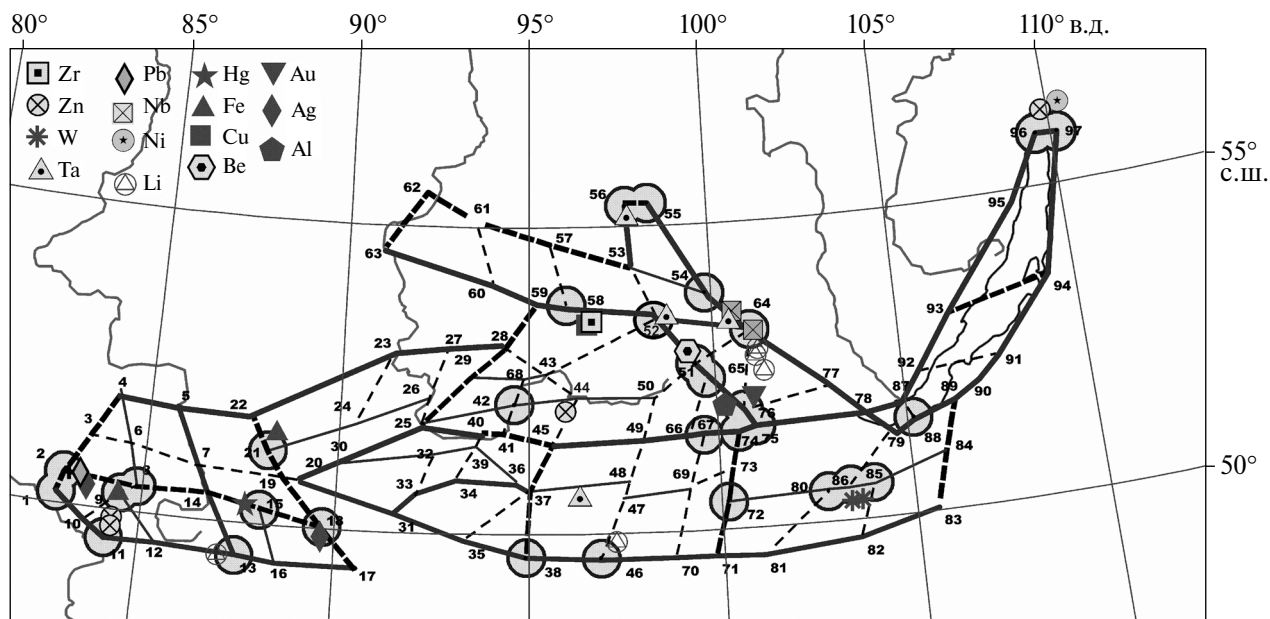 80° 85° 90° 95° 100° 105° 110° в.д.
Zr Pb Hg Au
Zn Nb Fe Ag
W Ni Cu Al
Ta Li Be
55°
с.ш.
50°
96 97
62 61 56 55 95
63 57 53 54 94
60 59 58 52 64 93
23 27 28 29 43 51 65 77 92 91
4 5 22 26 68 44 50 87 89 90
3 6 24 42 76 78
25 40 41 45 49 66 67 74 75 79 88 84
2 7 21 30 32 39 36 48 69 73
1 9 8 14 19 20 33 34 37 47 80 86 85
10 15 18 31 72 83
11 12 13 16 17 35 38 46 70 71 81 82